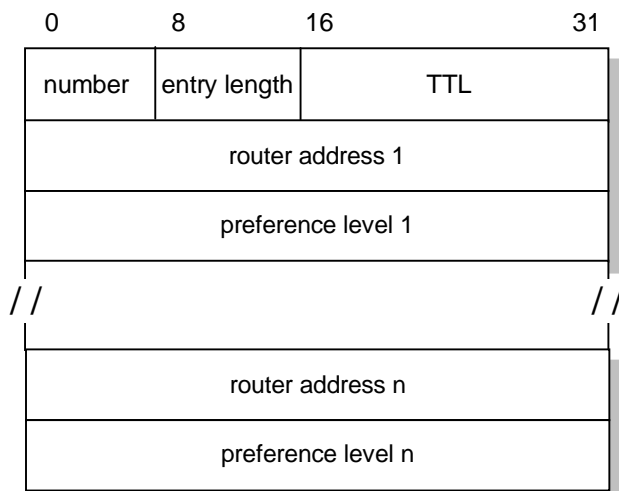 0 8 16 31
number entry length TTL
router address 1
preference level 1
// //
router address n
preference level n